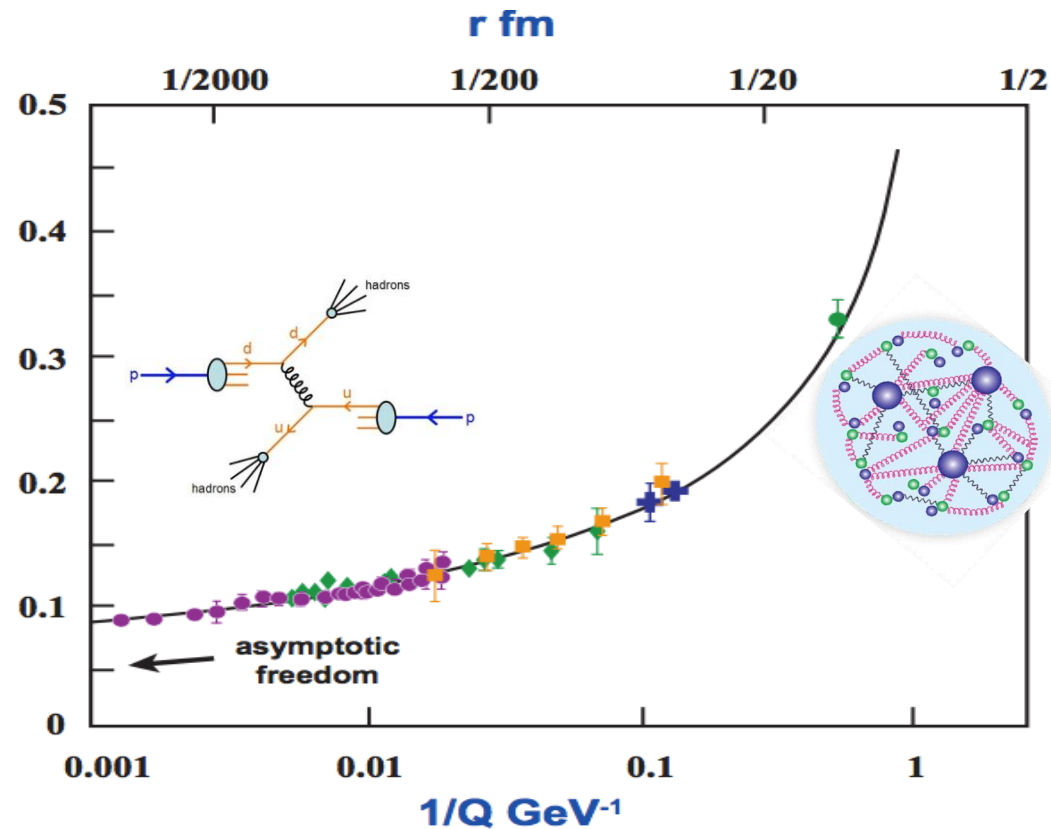 r fm
1/2000 1/200 1/20 1/2
0.5
0.4
0.3
0.2
0.1
0
hadrons
d
d
p
u
p
u
hadrons
asymptotic
freedom
0.001 0.01 0.1 1
1/Q GeV⁻¹